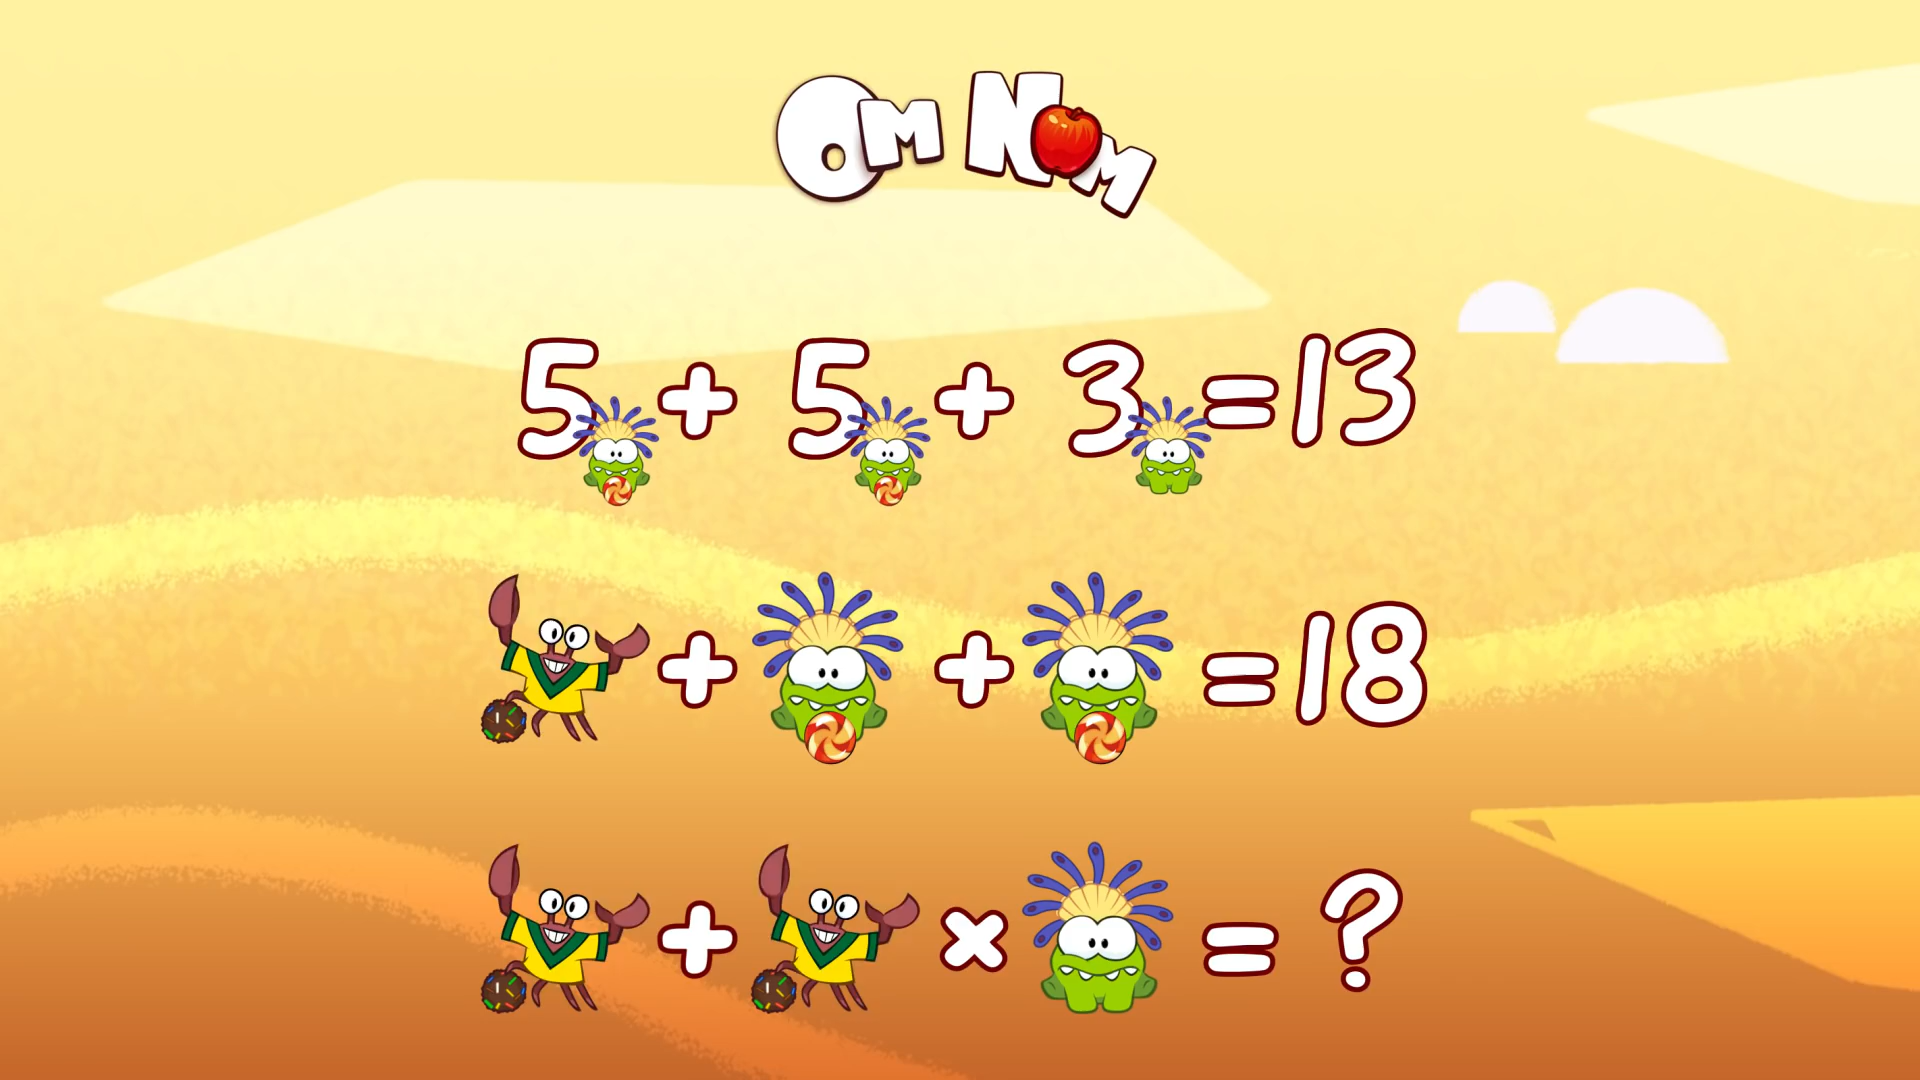 Om Nom
5 + 5 + 3 = 13
+ + = 18
+ × = ?